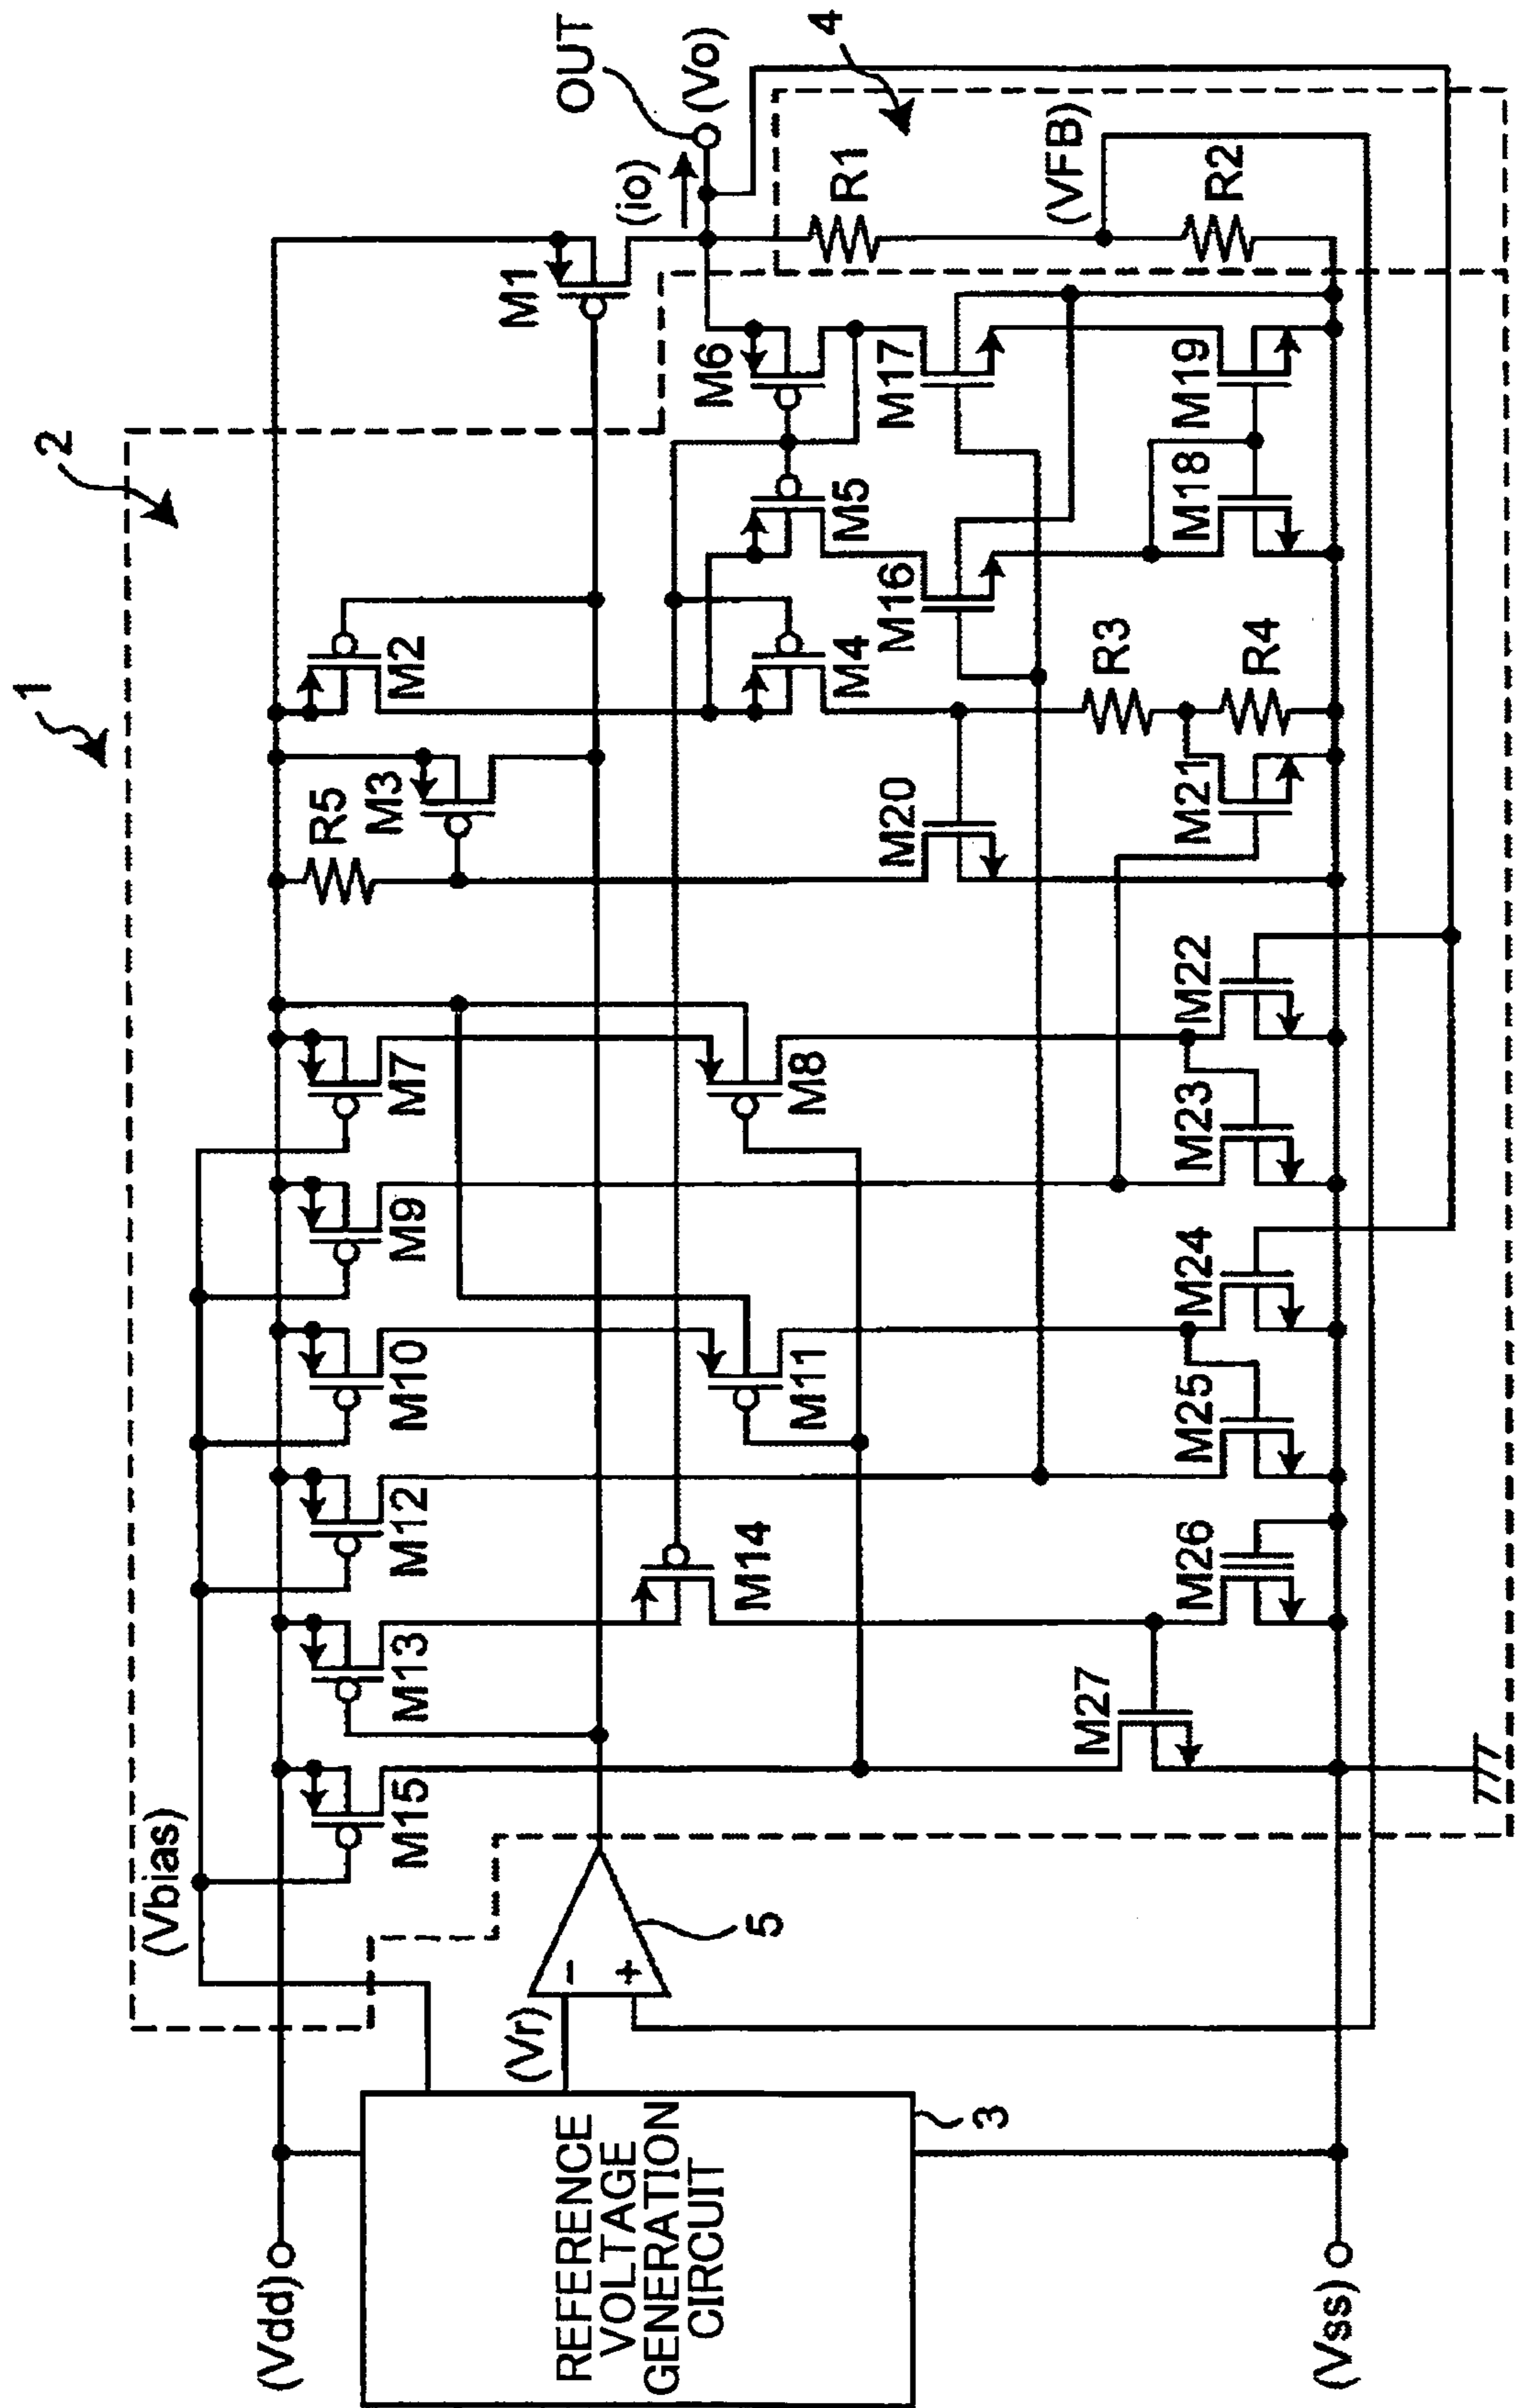 1
2
(Vdd)
(Vbias)
REFERENCE
VOLTAGE
GENERATION
CIRCUIT
3
(Vr)
−
+
5
M15
M13
M12
M10
M9
M7
R5
M3
M2
M1
(io)
OUT
(Vo)
4
M14
M11
M8
M4
M5
M6
R1
M20
M16
M17
(VFB)
M27
M26
M25
M24
M23
M22
M21
R3
R4
M18
M19
R2
(Vss)